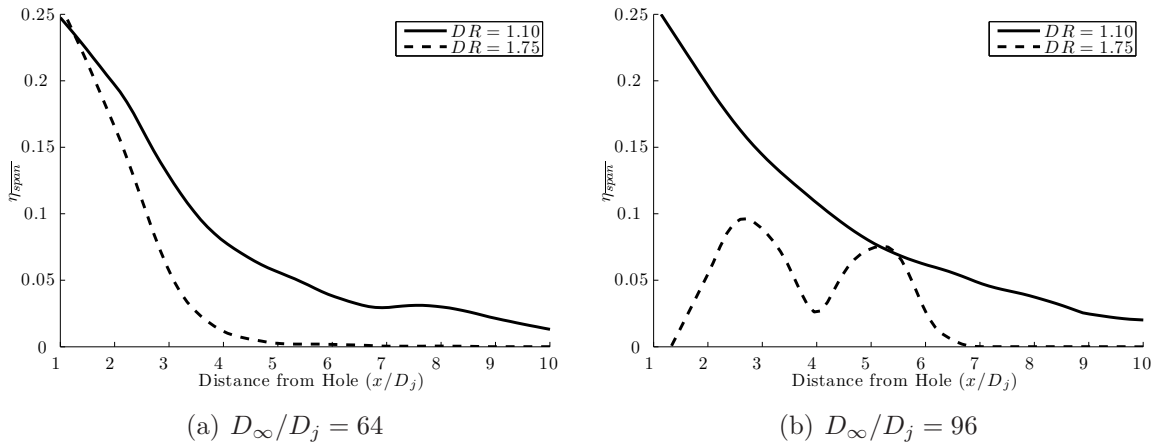 0.25
0.2
0.15
0.1
0.05
0
1 2 3 4 5 6 7 8 9 10
η_span
Distance from Hole (x/D_j)
DR = 1.10
DR = 1.75
(a) D_∞/D_j = 64
0.25
0.2
0.15
0.1
0.05
0
1 2 3 4 5 6 7 8 9 10
η_span
Distance from Hole (x/D_j)
DR = 1.10
DR = 1.75
(b) D_∞/D_j = 96